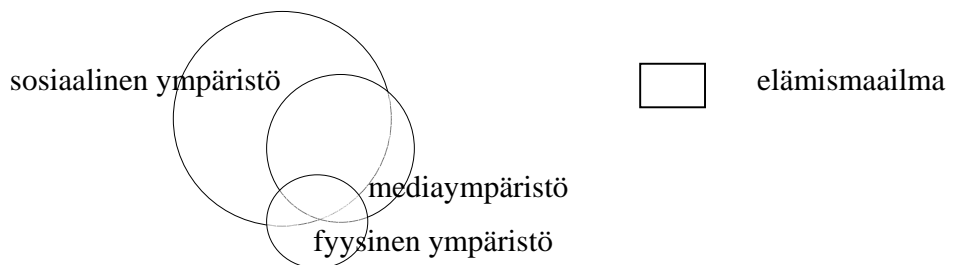 sosiaalinen ympäristö
elämismaailma
mediaympäristö
fyysinen ympäristö